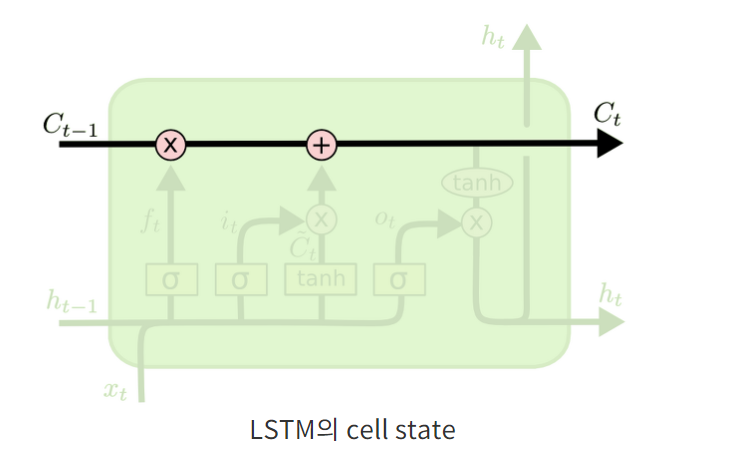 h_t
C_{t-1}
C_t
x
+
tanh
f_t
i_t
x
o_t
x
C̃_t
σ
σ
tanh
σ
h_{t-1}
h_t
x_t
LSTM의 cell state